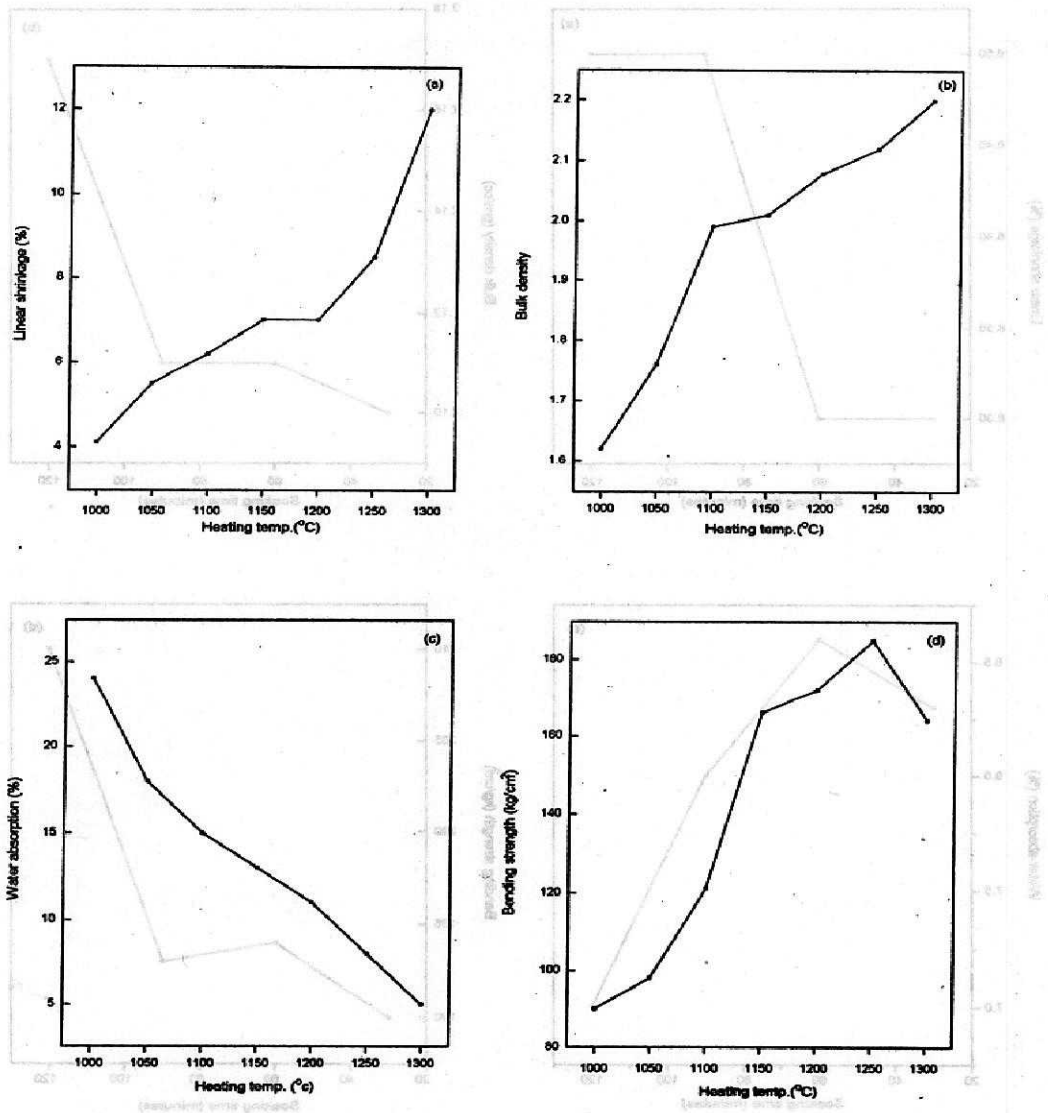 (a)
12
10
8
6
4
Linear shrinkage (%)
1000 1050 1100 1150 1200 1250 1300
Heating temp.(°C)
(b)
2.2
2.1
2.0
1.9
1.8
1.7
1.6
Bulk density
1000 1050 1100 1150 1200 1250 1300
Heating temp.(°C)
(c)
25
20
15
10
5
Water absorption (%)
1000 1050 1100 1150 1200 1250 1300
Heating temp. (°c)
(d)
180
160
140
120
100
80
Bending strength (kg/cm²)
1000 1050 1100 1150 1200 1250 1300
Heating temp.(°C)